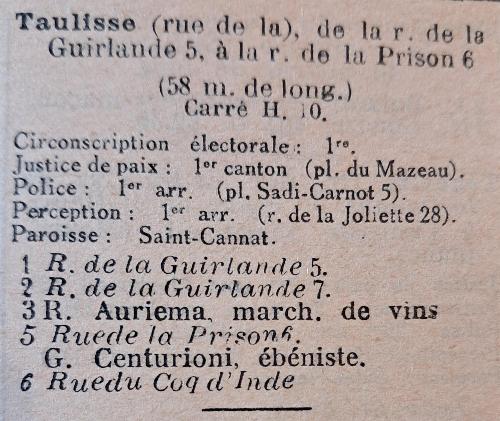 Taulisse (rue de la), de la r. de la
Guirlande 5, à la r. de la Prison 6
(58 m. de long.)
Carré H. 10.
Circonscription électorale : 1re.
Justice de paix : 1er canton (pl. du Mazeau).
Police : 1er arr. (pl. Sadi-Carnot 5).
Perception : 1er arr. (r. de la Joliette 28).
Paroisse : Saint-Cannat.
1 R. de la Guirlande 5.
2 R. de la Guirlande 7.
3 R. Auriema, march. de vins
5 Ruede la Prison6.
G. Centurioni, ébéniste.
6 Ruedu Coq d'Inde